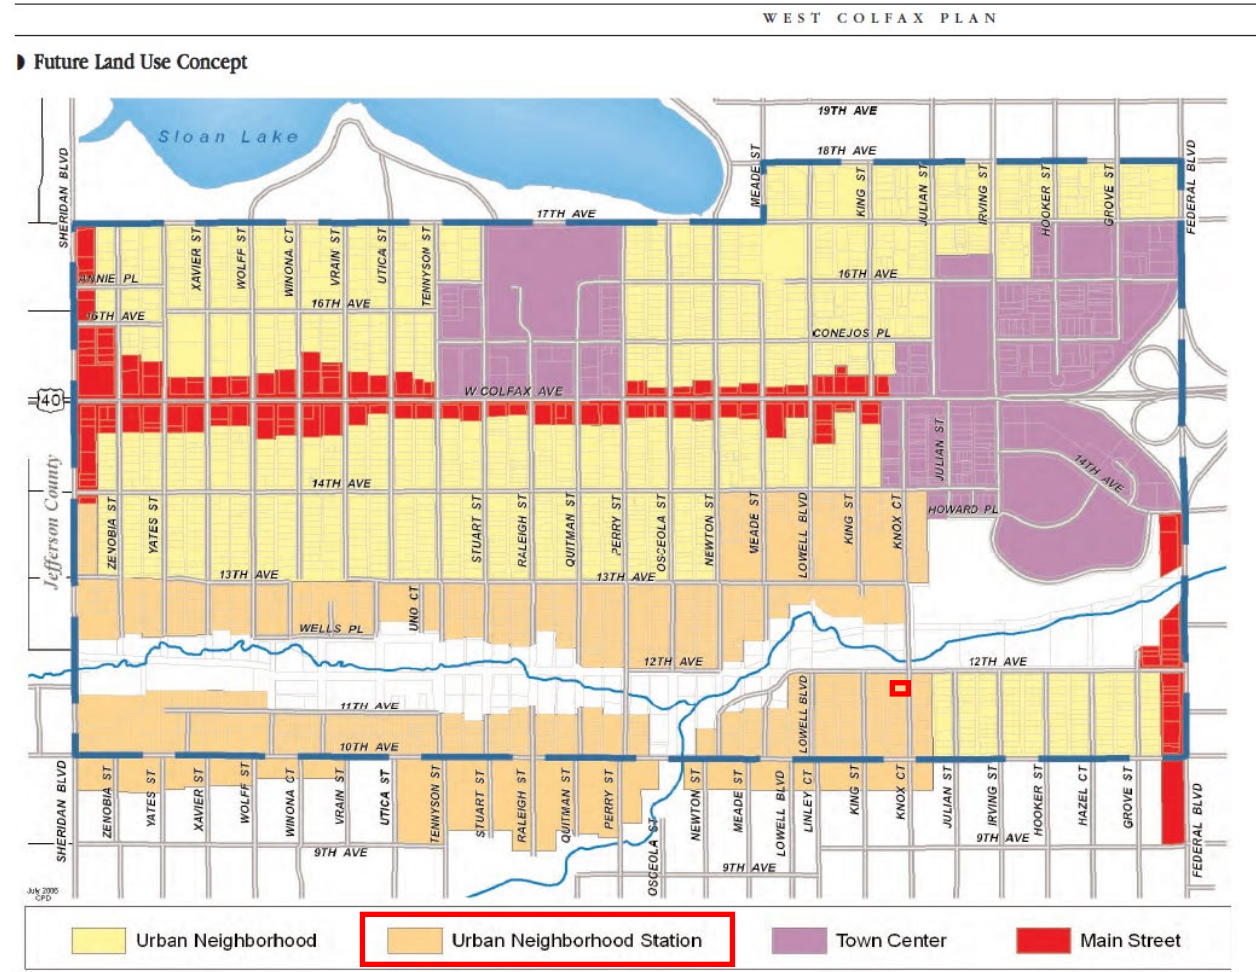 WEST COLFAX PLAN
Future Land Use Concept
19TH AVE
18TH AVE
Sloan Lake
SHERIDAN BLVD
MEADE ST
KING ST
JULIAN ST
IRVING ST
HOOKER ST
GROVE ST
FEDERAL BLVD
17TH AVE
XAVIER ST
WOLFF ST
WINONA CT
VRAIN ST
UTICA ST
TENNYSON ST
ANNIE PL
16TH AVE
16TH AVE
16TH AVE
CONEJOS PL
W. COLFAX AVE
40
Jefferson County
14TH AVE
JULIAN ST
14TH AVE
HOWARD PL
ZENOBIA ST
YATES ST
STUART ST
RALEIGH ST
QUITMAN ST
PERRY ST
OSCEOLA ST
NEWTON ST
MEADE ST
LOWELL BLVD
KING ST
KNOX CT
13TH AVE
13TH AVE
UNO CT
WELLS PL
12TH AVE
12TH AVE
11TH AVE
LOWELL BLVD
10TH AVE
SHERIDAN BLVD
ZENOBIA ST
YATES ST
XAVIER ST
WOLFF ST
WINONA CT
VRAIN ST
UTICA ST
TENNYSON ST
STUART ST
RALEIGH ST
QUITMAN ST
PERRY ST
OSCEOLA ST
NEWTON ST
MEADE ST
LOWELL BLVD
LINLEY CT
KING ST
KNOX CT
JULIAN ST
IRVING ST
HOOKER ST
HAZEL CT
GROVE ST
FEDERAL BLVD
9TH AVE
9TH AVE
9TH AVE
July 2006
CPD
Urban Neighborhood
Urban Neighborhood Station
Town Center
Main Street